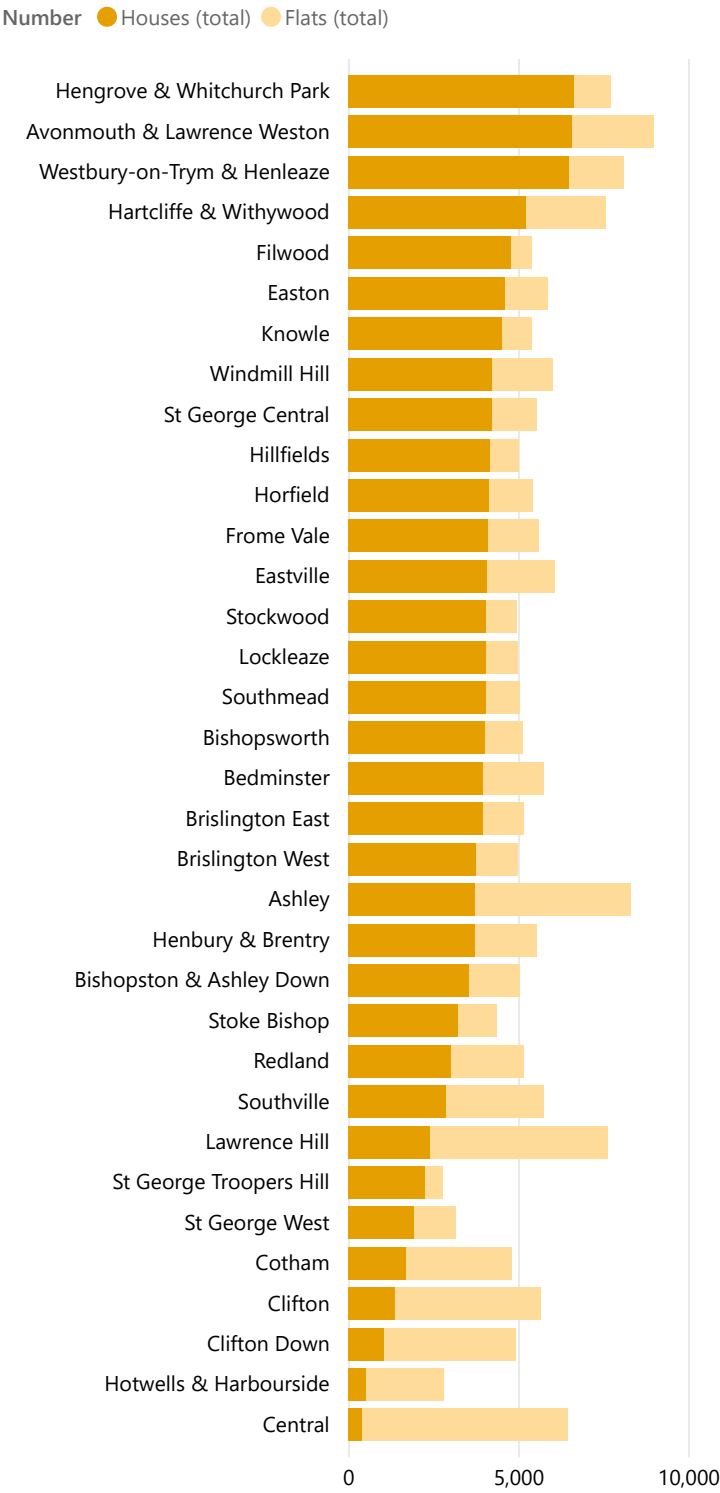 Number Houses (total) Flats (total)
Hengrove & Whitchurch Park
Avonmouth & Lawrence Weston
Westbury-on-Trym & Henleaze
Hartcliffe & Withywood
Filwood
Easton
Knowle
Windmill Hill
St George Central
Hillfields
Horfield
Frome Vale
Eastville
Stockwood
Lockleaze
Southmead
Bishopsworth
Bedminster
Brislington East
Brislington West
Ashley
Henbury & Brentry
Bishopston & Ashley Down
Stoke Bishop
Redland
Southville
Lawrence Hill
St George Troopers Hill
St George West
Cotham
Clifton
Clifton Down
Hotwells & Harbourside
Central
0 5,000 10,000